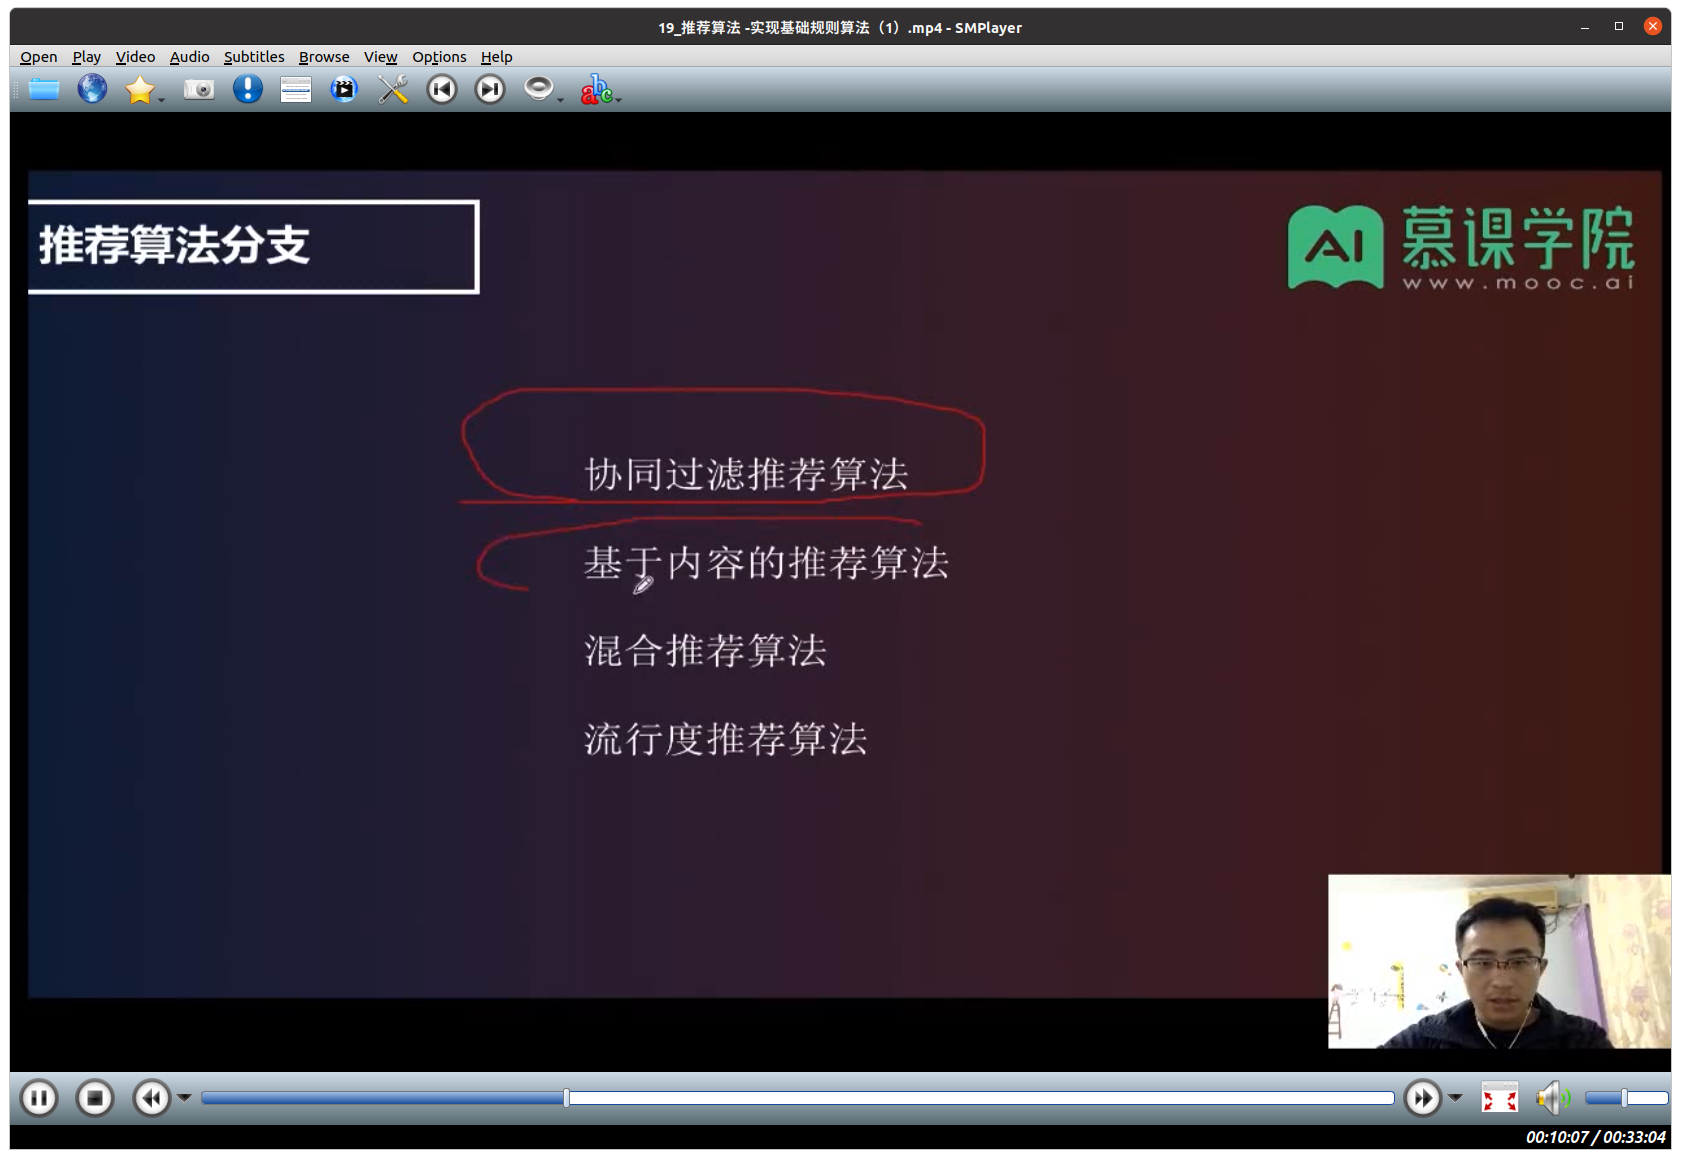 19_推荐算法 -实现基础规则算法（1）.mp4 - SMPlayer
Open Play Video Audio Subtitles Browse View Options Help
abc
推荐算法分支
AI 慕课学院
www.mooc.ai
协同过滤推荐算法
基于内容的推荐算法
混合推荐算法
流行度推荐算法
00:10:07 / 00:33:04